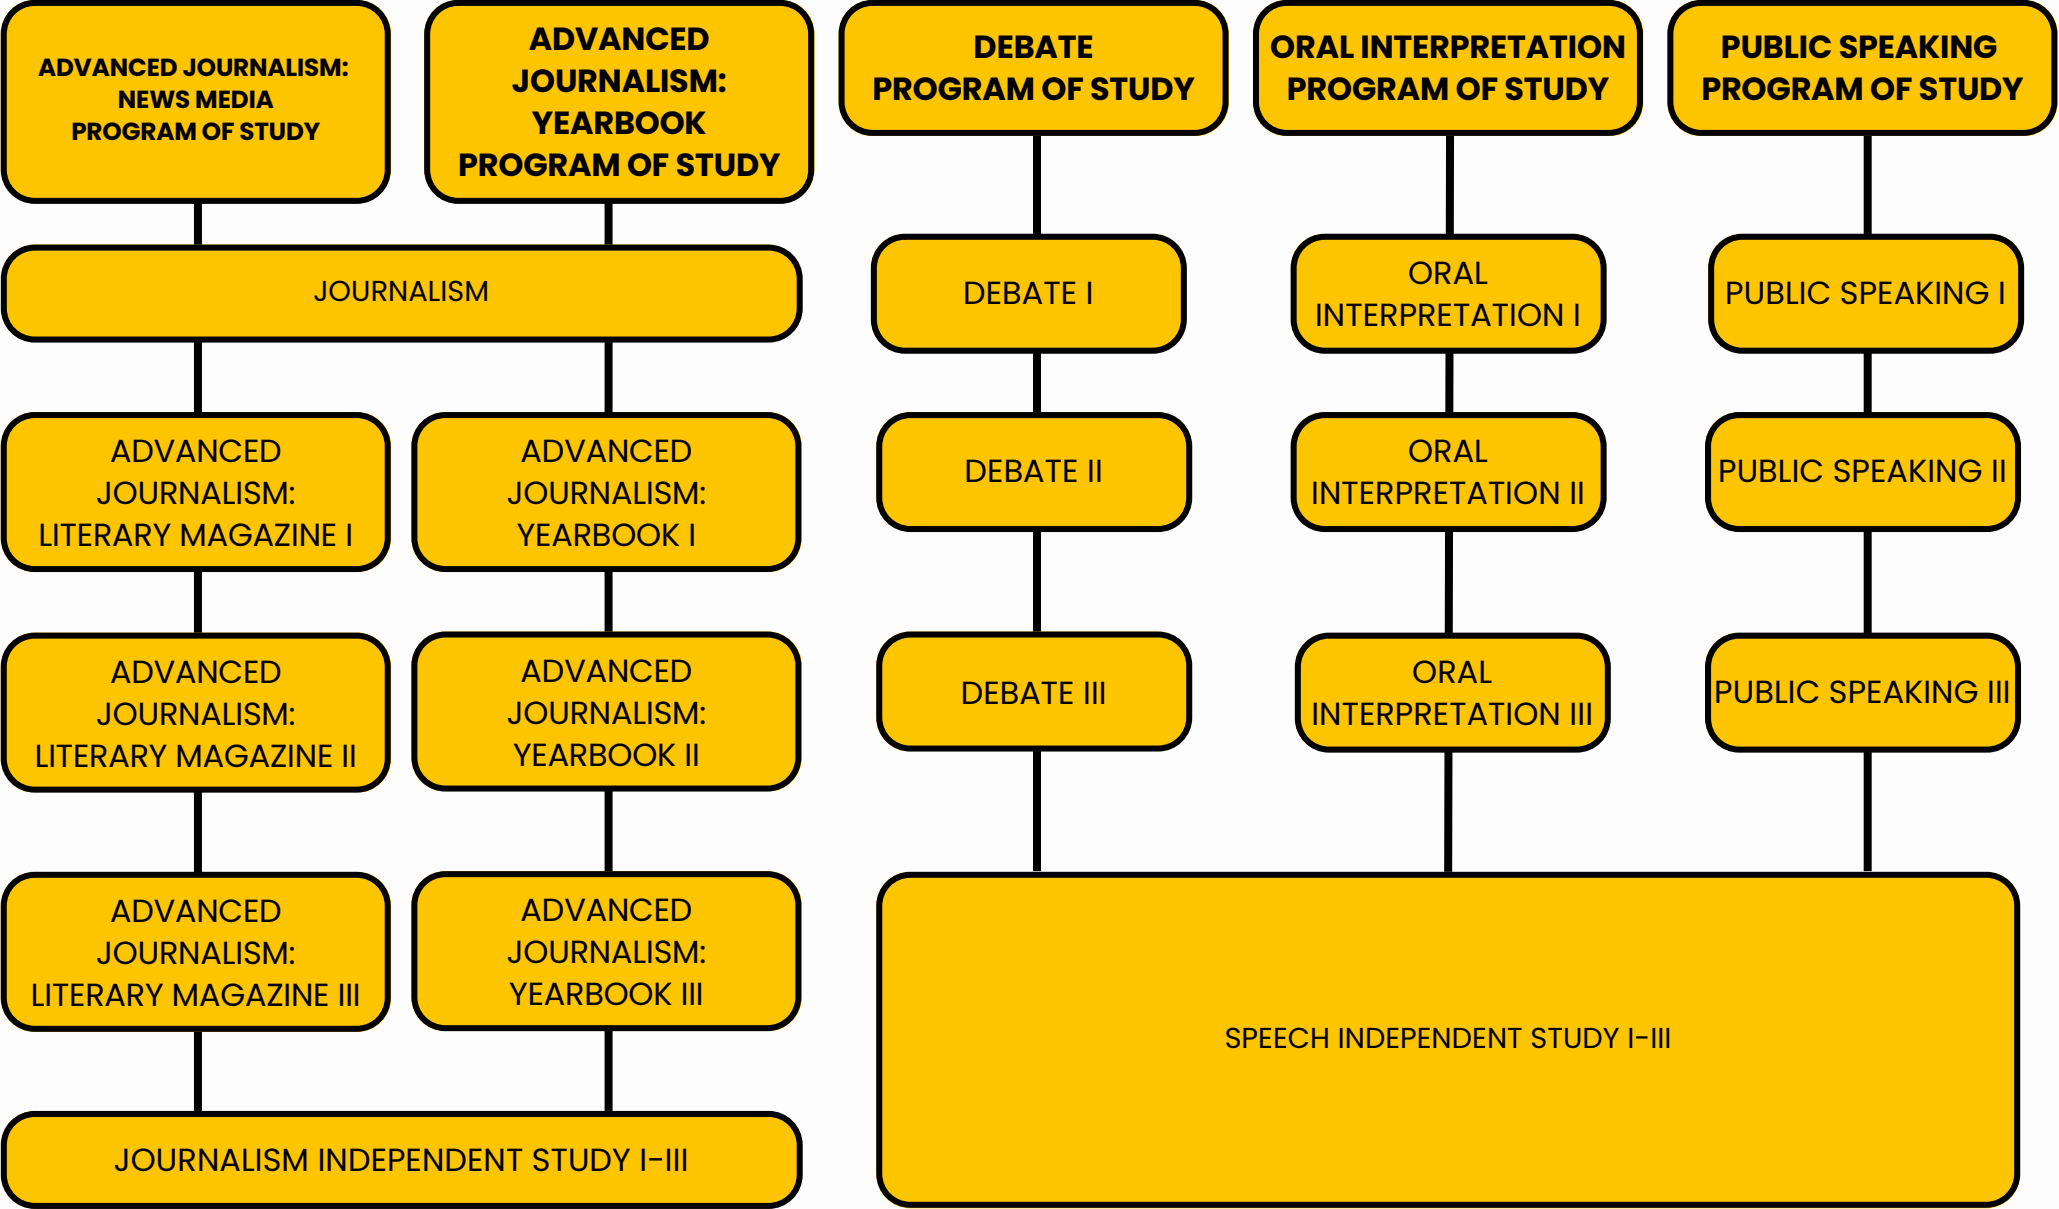 ADVANCED JOURNALISM:
NEWS MEDIA
PROGRAM OF STUDY
ADVANCED
JOURNALISM:
YEARBOOK
PROGRAM OF STUDY
DEBATE
PROGRAM OF STUDY
ORAL INTERPRETATION
PROGRAM OF STUDY
PUBLIC SPEAKING
PROGRAM OF STUDY
JOURNALISM
DEBATE I
ORAL
INTERPRETATION I
PUBLIC SPEAKING I
ADVANCED
JOURNALISM:
LITERARY MAGAZINE I
ADVANCED
JOURNALISM:
YEARBOOK I
DEBATE II
ORAL
INTERPRETATION II
PUBLIC SPEAKING II
ADVANCED
JOURNALISM:
LITERARY MAGAZINE II
ADVANCED
JOURNALISM:
YEARBOOK II
DEBATE III
ORAL
INTERPRETATION III
PUBLIC SPEAKING III
ADVANCED
JOURNALISM:
LITERARY MAGAZINE III
ADVANCED
JOURNALISM:
YEARBOOK III
SPEECH INDEPENDENT STUDY I-III
JOURNALISM INDEPENDENT STUDY I-III